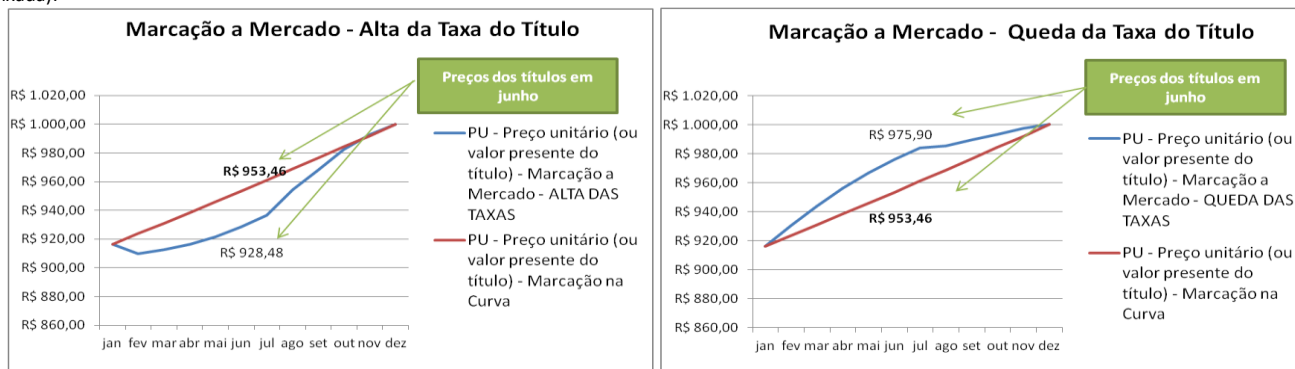 Marcação a Mercado - Alta da Taxa do Título
Preços dos títulos em
junho
R$ 1.020,00
R$ 1.000,00
R$ 980,00
R$ 960,00
R$ 940,00
R$ 920,00
R$ 900,00
R$ 880,00
R$ 860,00
R$ 953,46
R$ 928,48
jan fev mar abr mai jun jul ago set out nov dez
PU - Preço unitário (ou
valor presente do
título) - Marcação a
Mercado - ALTA DAS
TAXAS
PU - Preço unitário (ou
valor presente do
título) - Marcação na
Curva
Marcação a Mercado - Queda da Taxa do Título
Preços dos títulos em
junho
R$ 1.020,00
R$ 1.000,00
R$ 980,00
R$ 960,00
R$ 940,00
R$ 920,00
R$ 900,00
R$ 880,00
R$ 860,00
R$ 975,90
R$ 953,46
jan fev mar abr mai jun jul ago set out nov dez
PU - Preço unitário (ou
valor presente do
título) - Marcação a
Mercado - QUEDA DAS
TAXAS
PU - Preço unitário (ou
valor presente do
título) - Marcação na
Curva